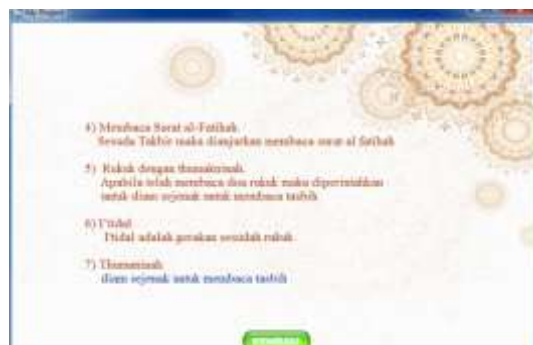 4) Membaca Surat al-Fatihah.
Sesuda Takbir maka dianjurkan membaca surat al fatihah
5) Rukuk dengan thumakninah.
Apabila telah membaca doa rukuk maka diperintahkan
untuk diam sejenak untuk membaca tasbih
6) I'tidal
I'tidal adalah gerakan sesudah rukuk.
7) Thumaninah
diam sejenak untuk membaca tasbih